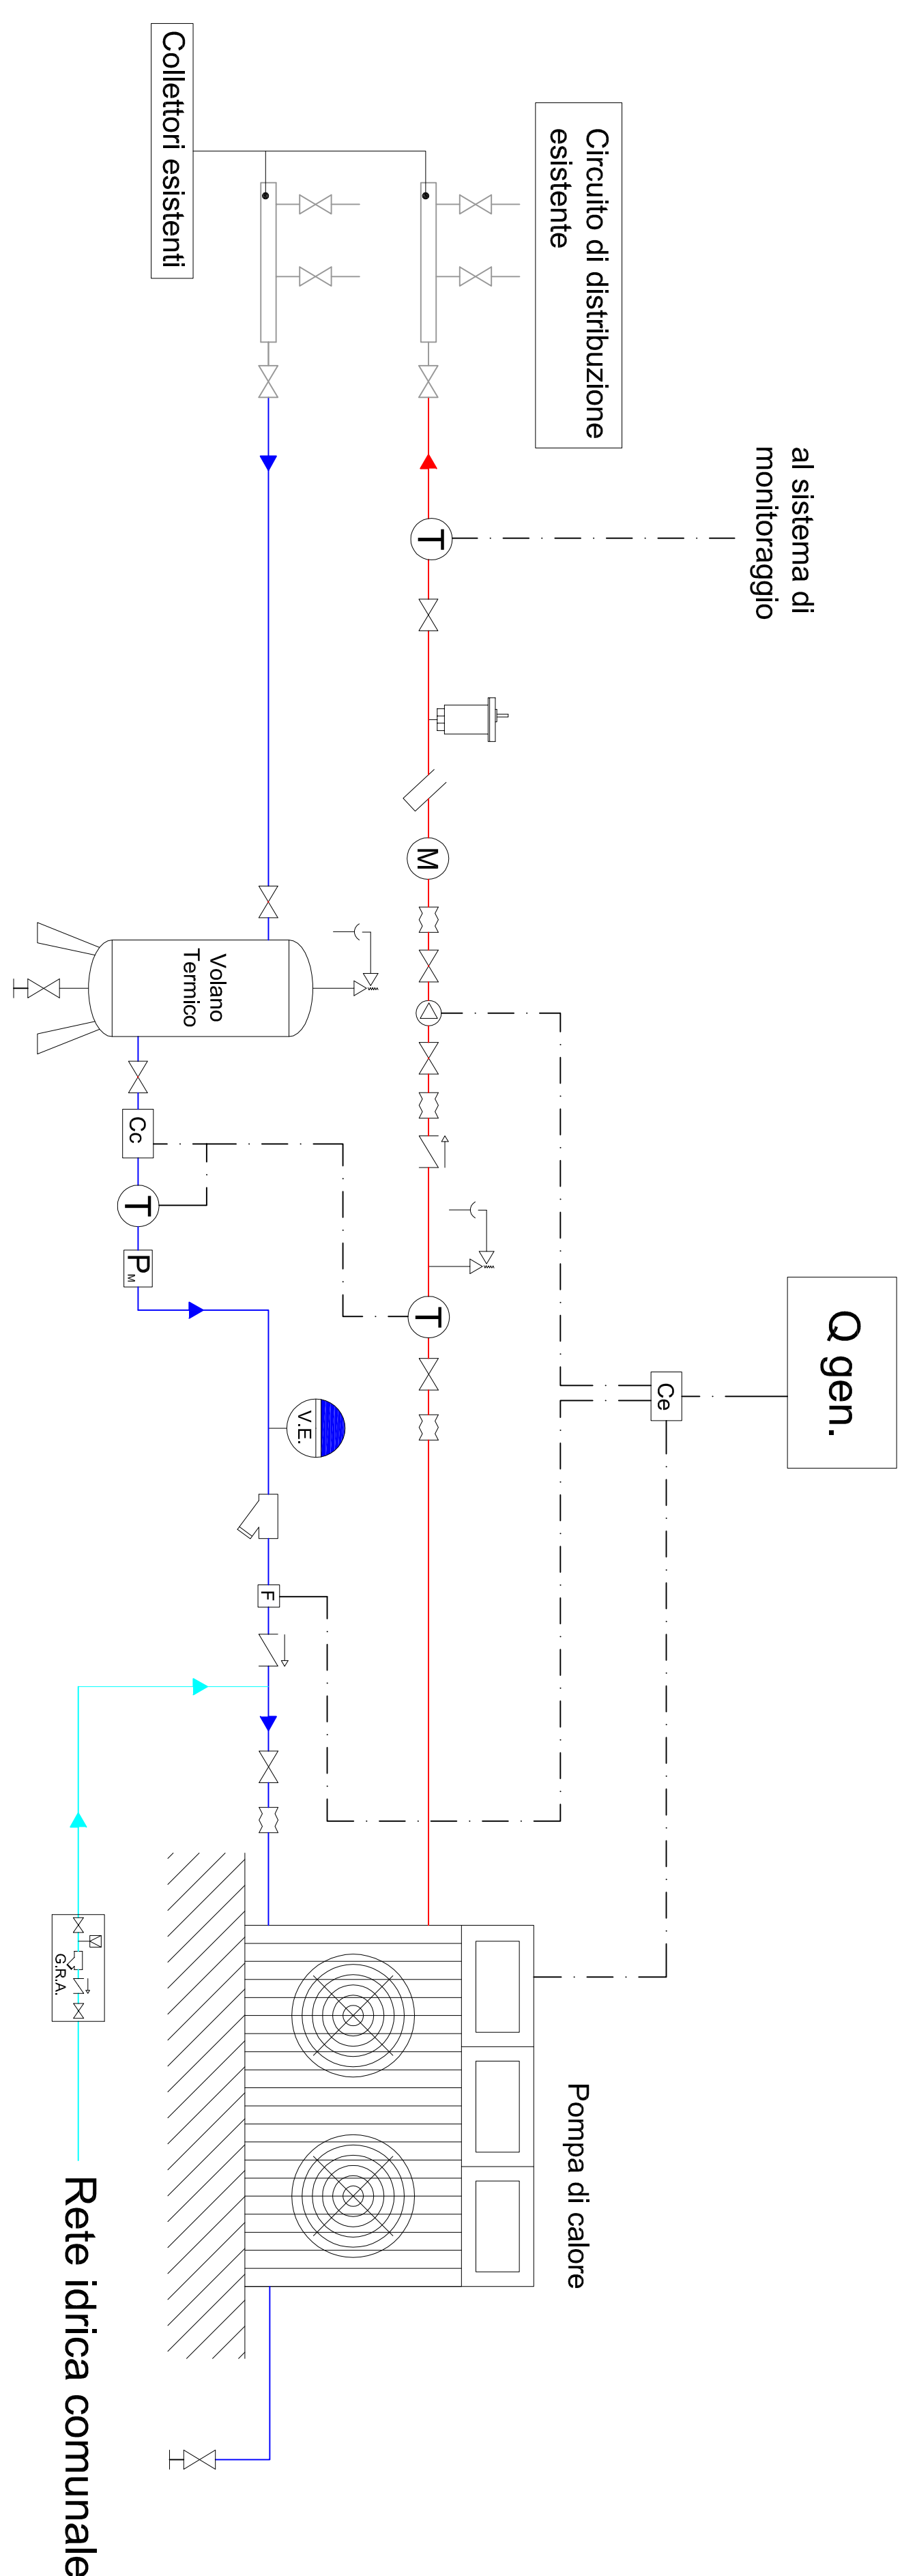 Collettori esistenti
Circuito di distribuzione
esistente
al sistema di
monitoraggio
T
M
Volano
Termico
Cc
T
P M
T
Q gen.
Ce
V.E.
F
G.R.A.
Pompa di calore
Rete idrica comunale